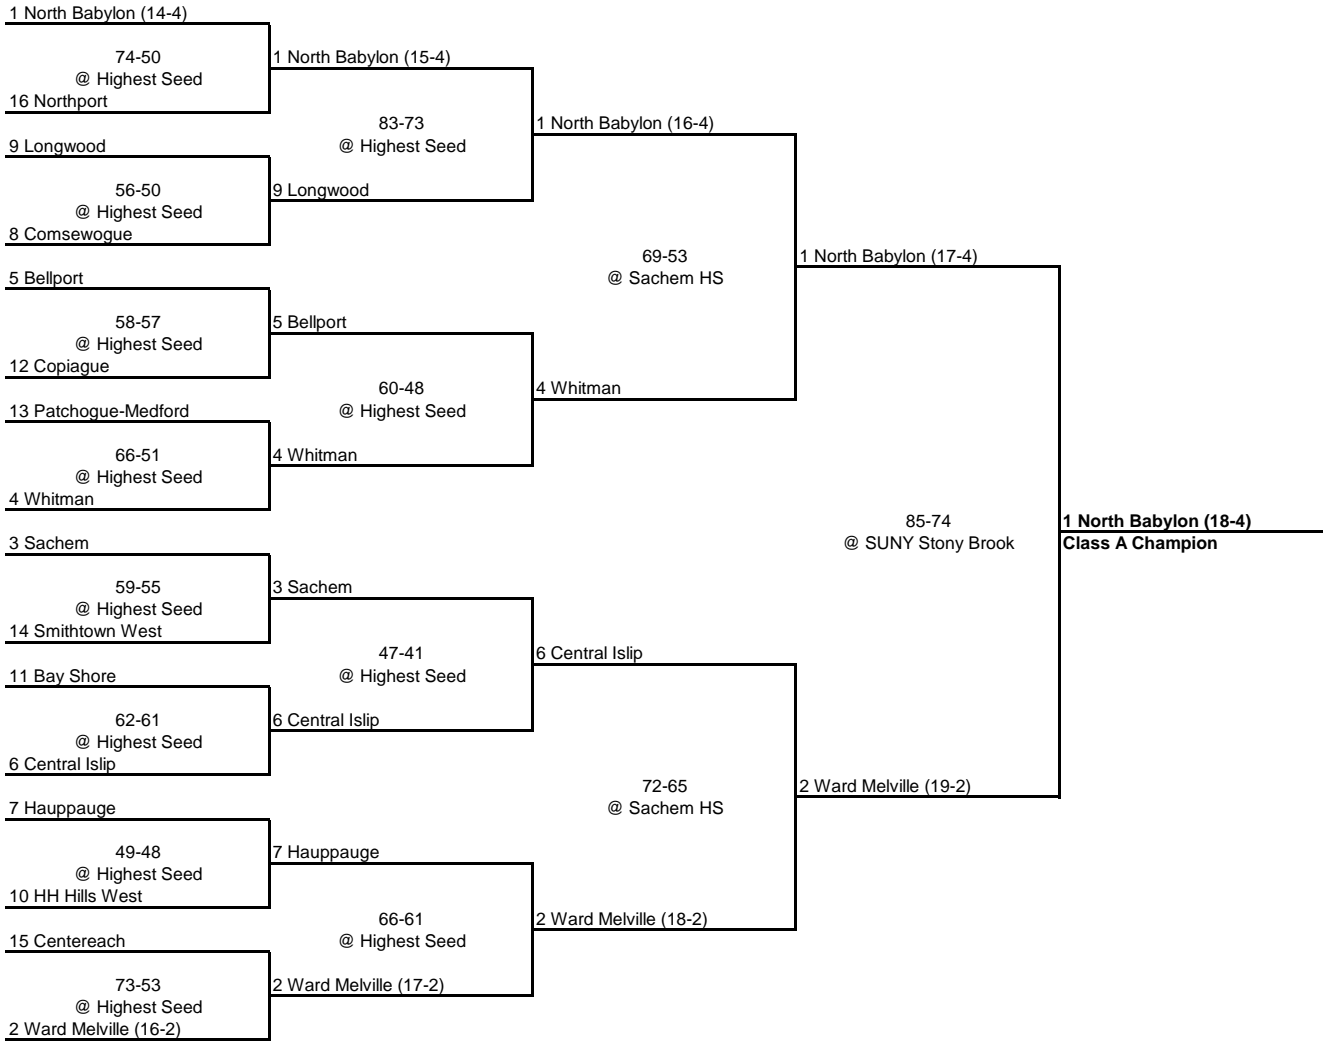 1 North Babylon (14-4)
74-50
@ Highest Seed
1 North Babylon (15-4)
16 Northport
83-73
@ Highest Seed
1 North Babylon (16-4)
9 Longwood
56-50
@ Highest Seed
9 Longwood
8 Comsewogue
69-53
@ Sachem HS
1 North Babylon (17-4)
5 Bellport
58-57
@ Highest Seed
5 Bellport
12 Copiague
60-48
@ Highest Seed
4 Whitman
13 Patchogue-Medford
66-51
@ Highest Seed
4 Whitman
4 Whitman
85-74
@ SUNY Stony Brook
1 North Babylon (18-4)
Class A Champion
3 Sachem
59-55
@ Highest Seed
3 Sachem
14 Smithtown West
47-41
@ Highest Seed
6 Central Islip
11 Bay Shore
62-61
@ Highest Seed
6 Central Islip
6 Central Islip
72-65
@ Sachem HS
2 Ward Melville (19-2)
7 Hauppauge
49-48
@ Highest Seed
7 Hauppauge
10 HH Hills West
66-61
@ Highest Seed
2 Ward Melville (18-2)
15 Centereach
73-53
@ Highest Seed
2 Ward Melville (17-2)
2 Ward Melville (16-2)